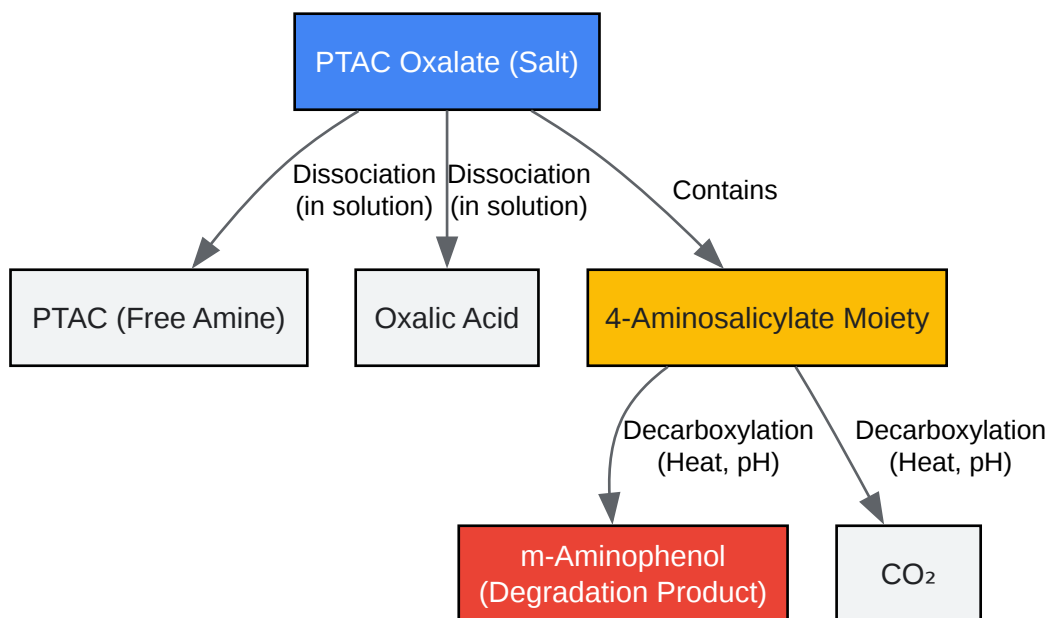 PTAC Oxalate (Salt)
Dissociation
(in solution)
Dissociation
(in solution)
Contains
PTAC (Free Amine)
Oxalic Acid
4-Aminosalicylate Moiety
Decarboxylation
(Heat, pH)
Decarboxylation
(Heat, pH)
m-Aminophenol
(Degradation Product)
CO₂